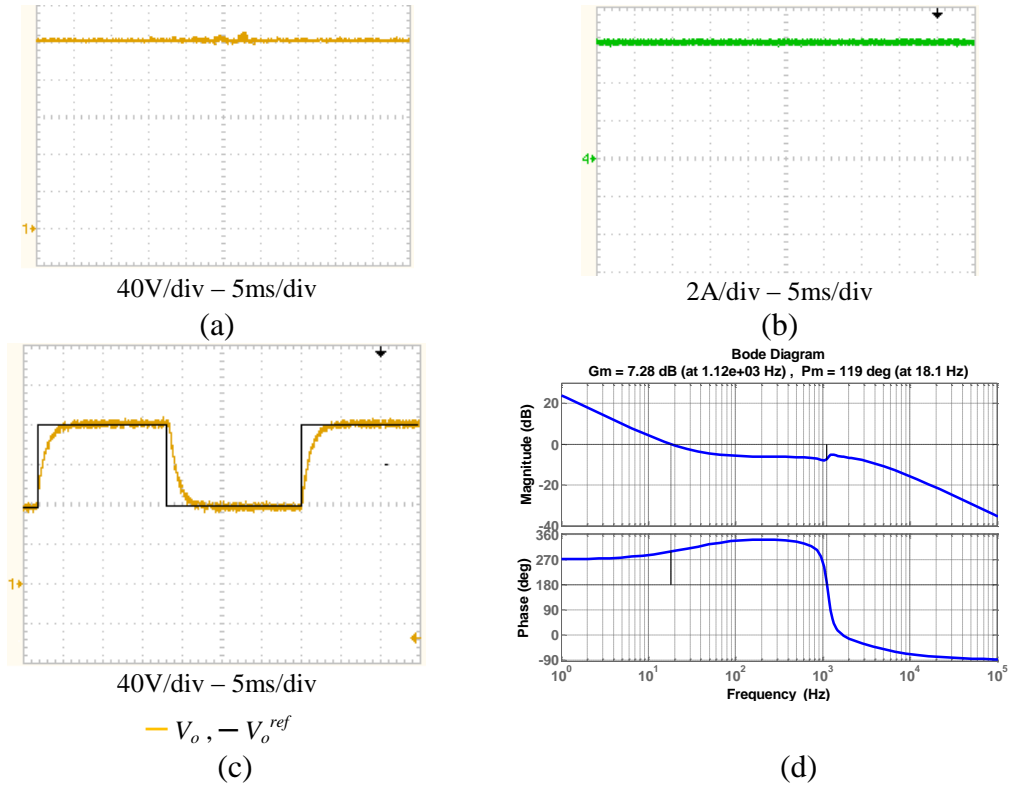 1
40V/div – 5ms/div
(a)
4
2A/div – 5ms/div
(b)
1
40V/div – 5ms/div
V_o , V_o^ref
(c)
Bode Diagram
Gm = 7.28 dB (at 1.12e+03 Hz) , Pm = 119 deg (at 18.1 Hz)
Magnitude (dB)
20
0
-20
-40
Phase (deg)
360
270
180
90
0
-90
10^0
10^1
10^2
10^3
10^4
10^5
Frequency (Hz)
(d)